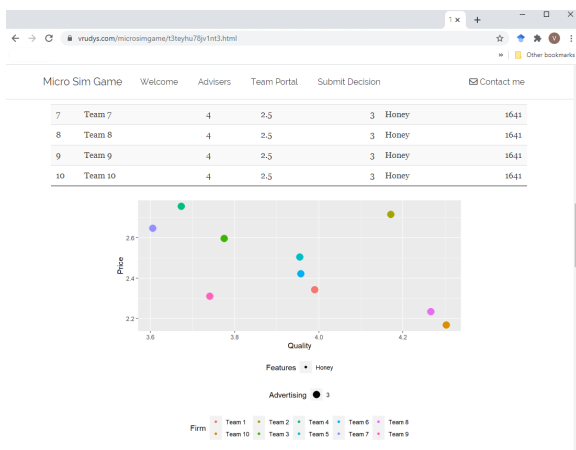 1 ×
vrudys.com/microsimgame/t3teyhu78jv1nt3.html
V
» Other bookmarks
Micro Sim Game Welcome Advisers Team Portal Submit Decision Contact me
7 Team 7 4 2.5 3 Honey 1641
8 Team 8 4 2.5 3 Honey 1641
9 Team 9 4 2.5 3 Honey 1641
10 Team 10 4 2.5 3 Honey 1641
2.6
2.4
2.2
Price
3.6 3.8 4.0 4.2
Quality
Features Honey
Advertising 3
Firm Team 1 Team 2 Team 4 Team 6 Team 8
Team 10 Team 3 Team 5 Team 7 Team 9